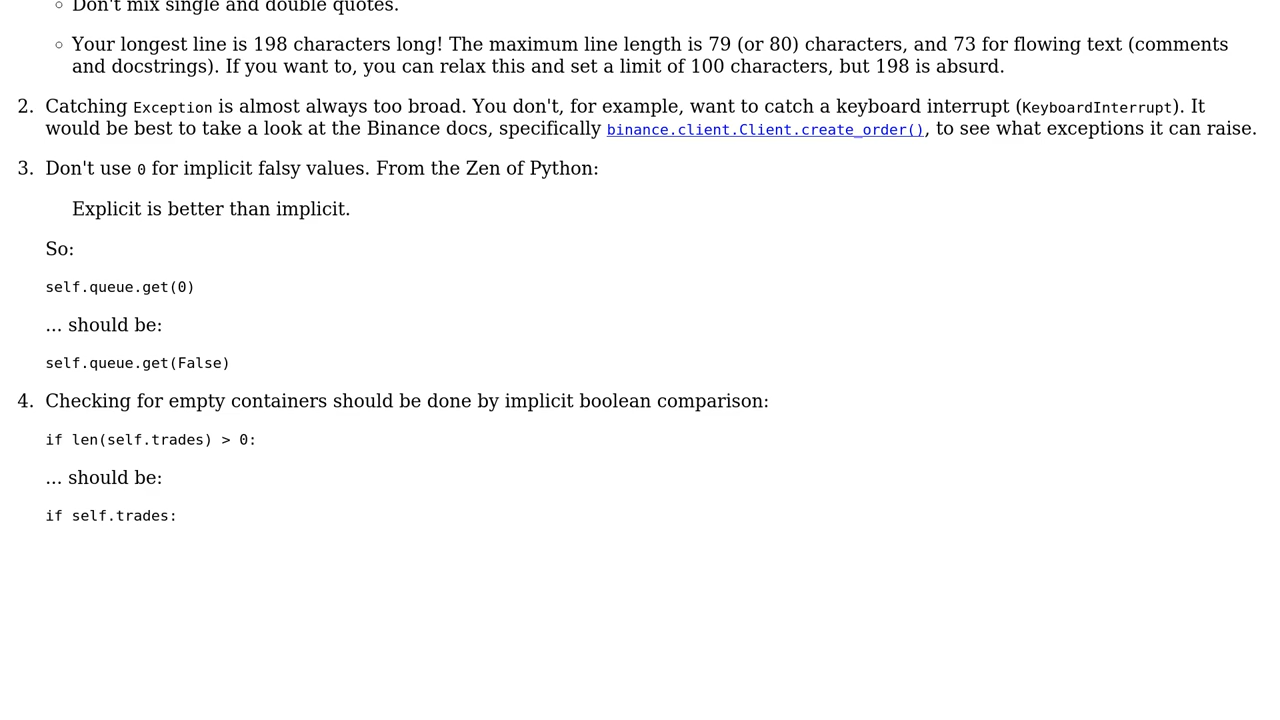 Don't mix single and double quotes.
Your longest line is 198 characters long! The maximum line length is 79 (or 80) characters, and 73 for flowing text (comments
and docstrings). If you want to, you can relax this and set a limit of 100 characters, but 198 is absurd.
2. Catching Exception is almost always too broad. You don't, for example, want to catch a keyboard interrupt (KeyboardInterrupt). It
would be best to take a look at the Binance docs, specifically binance.client.Client.create_order(), to see what exceptions it can raise.
3. Don't use 0 for implicit falsy values. From the Zen of Python:
Explicit is better than implicit.
So:
self.queue.get(0)
... should be:
self.queue.get(False)
4. Checking for empty containers should be done by implicit boolean comparison:
if len(self.trades) > 0:
... should be:
if self.trades: